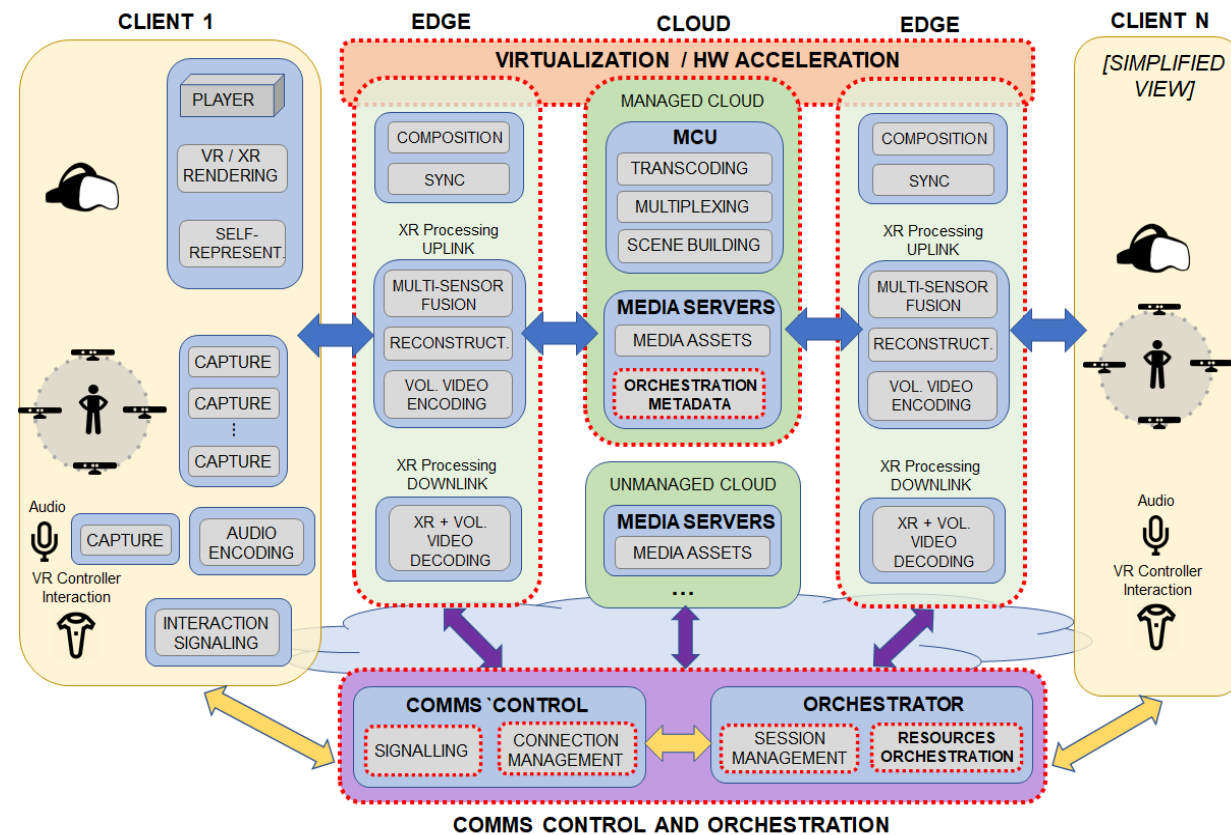 CLIENT 1
EDGE
CLOUD
EDGE
CLIENT N
VIRTUALIZATION / HW ACCELERATION
PLAYER
VR / XR
RENDERING
SELF-
REPRESENT.
CAPTURE
CAPTURE
⋮
CAPTURE
Audio
CAPTURE
AUDIO
ENCODING
VR Controller
Interaction
INTERACTION
SIGNALING
COMPOSITION
SYNC
XR Processing
UPLINK
MULTI-SENSOR
FUSION
RECONSTRUCT.
VOL. VIDEO
ENCODING
XR Processing
DOWNLINK
XR + VOL.
VIDEO
DECODING
MANAGED CLOUD
MCU
TRANSCODING
MULTIPLEXING
SCENE BUILDING
MEDIA SERVERS
MEDIA ASSETS
ORCHESTRATION
METADATA
UNMANAGED CLOUD
MEDIA SERVERS
MEDIA ASSETS
...
COMPOSITION
SYNC
XR Processing
UPLINK
MULTI-SENSOR
FUSION
RECONSTRUCT.
VOL. VIDEO
ENCODING
XR Processing
DOWNLINK
XR + VOL.
VIDEO
DECODING
[SIMPLIFIED
VIEW]
Audio
VR Controller
Interaction
COMMS `CONTROL
SIGNALLING
CONNECTION
MANAGEMENT
ORCHESTRATOR
SESSION
MANAGEMENT
RESOURCES
ORCHESTRATION
COMMS CONTROL AND ORCHESTRATION